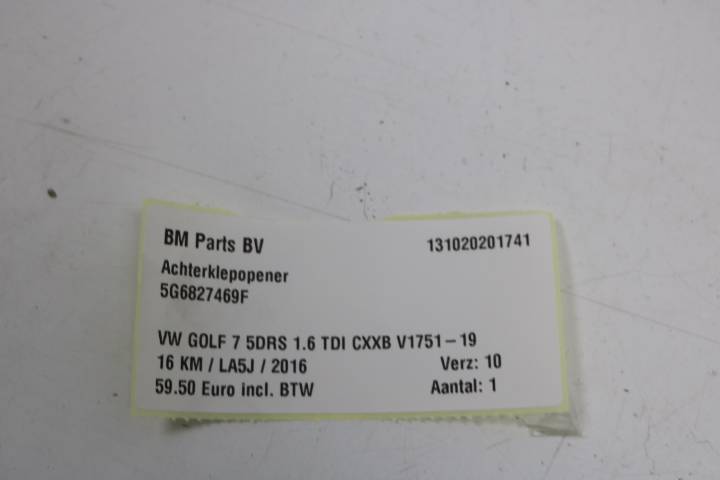 BM Parts BV 131020201741
Achterklepopener
5G6827469F
VW GOLF 7 5DRS 1.6 TDI CXXB V1751-19
16 KM / LA5J / 2016 Verz: 10
59.50 Euro incl. BTW Aantal: 1